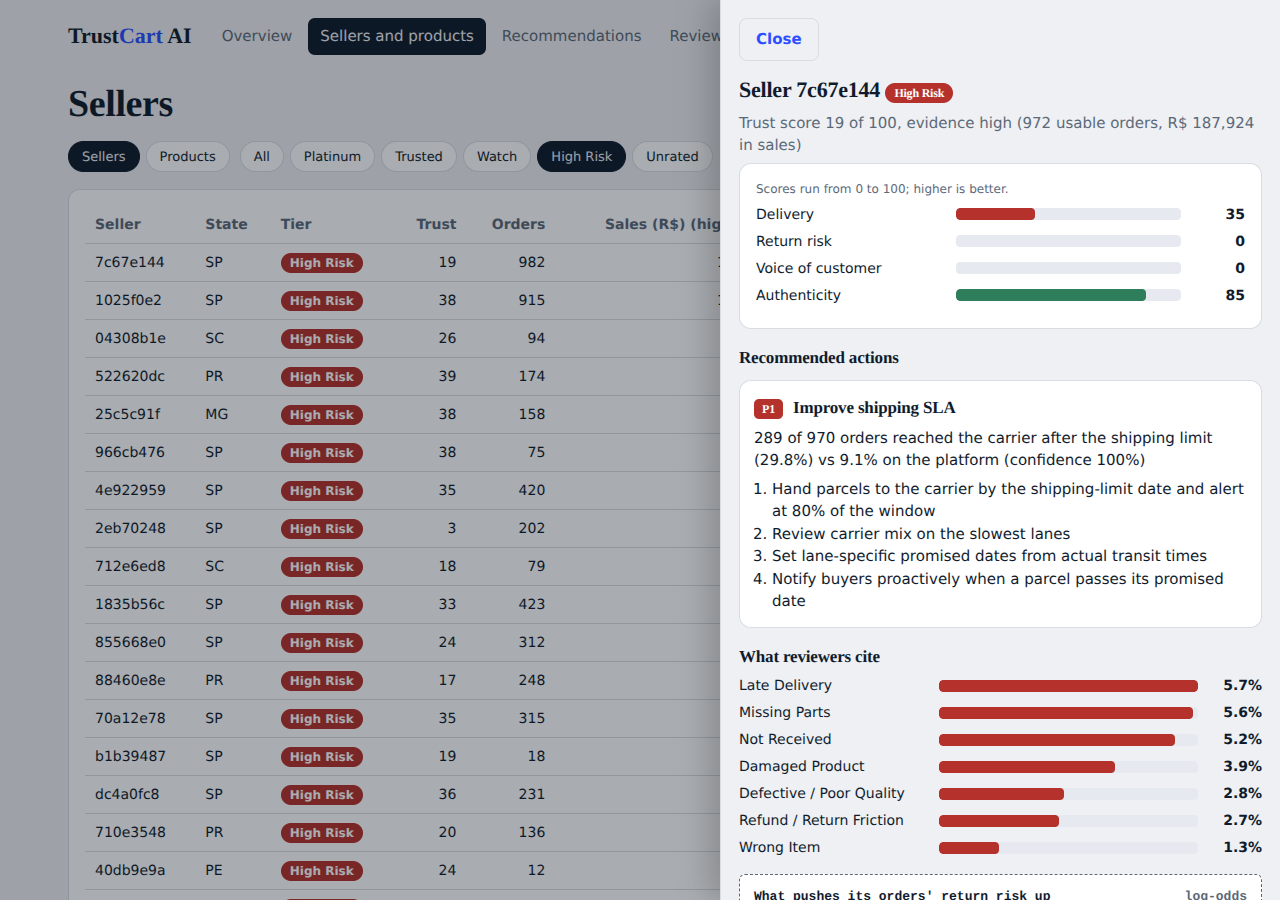 TrustCart AI
Overview
Sellers and products
Recommendations
Review
Sellers
Sellers
Products
All
Platinum
Trusted
Watch
High Risk
Unrated
Seller State Tier Trust Orders Sales (R$) (hig
7c67e144 SP High Risk 19 982
1025f0e2 SP High Risk 38 915
04308b1e SC High Risk 26 94
522620dc PR High Risk 39 174
25c5c91f MG High Risk 38 158
966cb476 SP High Risk 38 75
4e922959 SP High Risk 35 420
2eb70248 SP High Risk 3 202
712e6ed8 SC High Risk 18 79
1835b56c SP High Risk 33 423
855668e0 SP High Risk 24 312
88460e8e PR High Risk 17 248
70a12e78 SP High Risk 35 315
b1b39487 SP High Risk 19 18
dc4a0fc8 SP High Risk 36 231
710e3548 PR High Risk 20 136
40db9e9a PE High Risk 24 12
Close
Seller 7c67e144 High Risk
Trust score 19 of 100, evidence high (972 usable orders, R$ 187,924
in sales)
Scores run from 0 to 100; higher is better.
Delivery 35
Return risk 0
Voice of customer 0
Authenticity 85
Recommended actions
P1 Improve shipping SLA
289 of 970 orders reached the carrier after the shipping limit
(29.8%) vs 9.1% on the platform (confidence 100%)
1. Hand parcels to the carrier by the shipping-limit date and alert
at 80% of the window
2. Review carrier mix on the slowest lanes
3. Set lane-specific promised dates from actual transit times
4. Notify buyers proactively when a parcel passes its promised
date
What reviewers cite
Late Delivery 5.7%
Missing Parts 5.6%
Not Received 5.2%
Damaged Product 3.9%
Defective / Poor Quality 2.8%
Refund / Return Friction 2.7%
Wrong Item 1.3%
What pushes its orders' return risk up log-odds